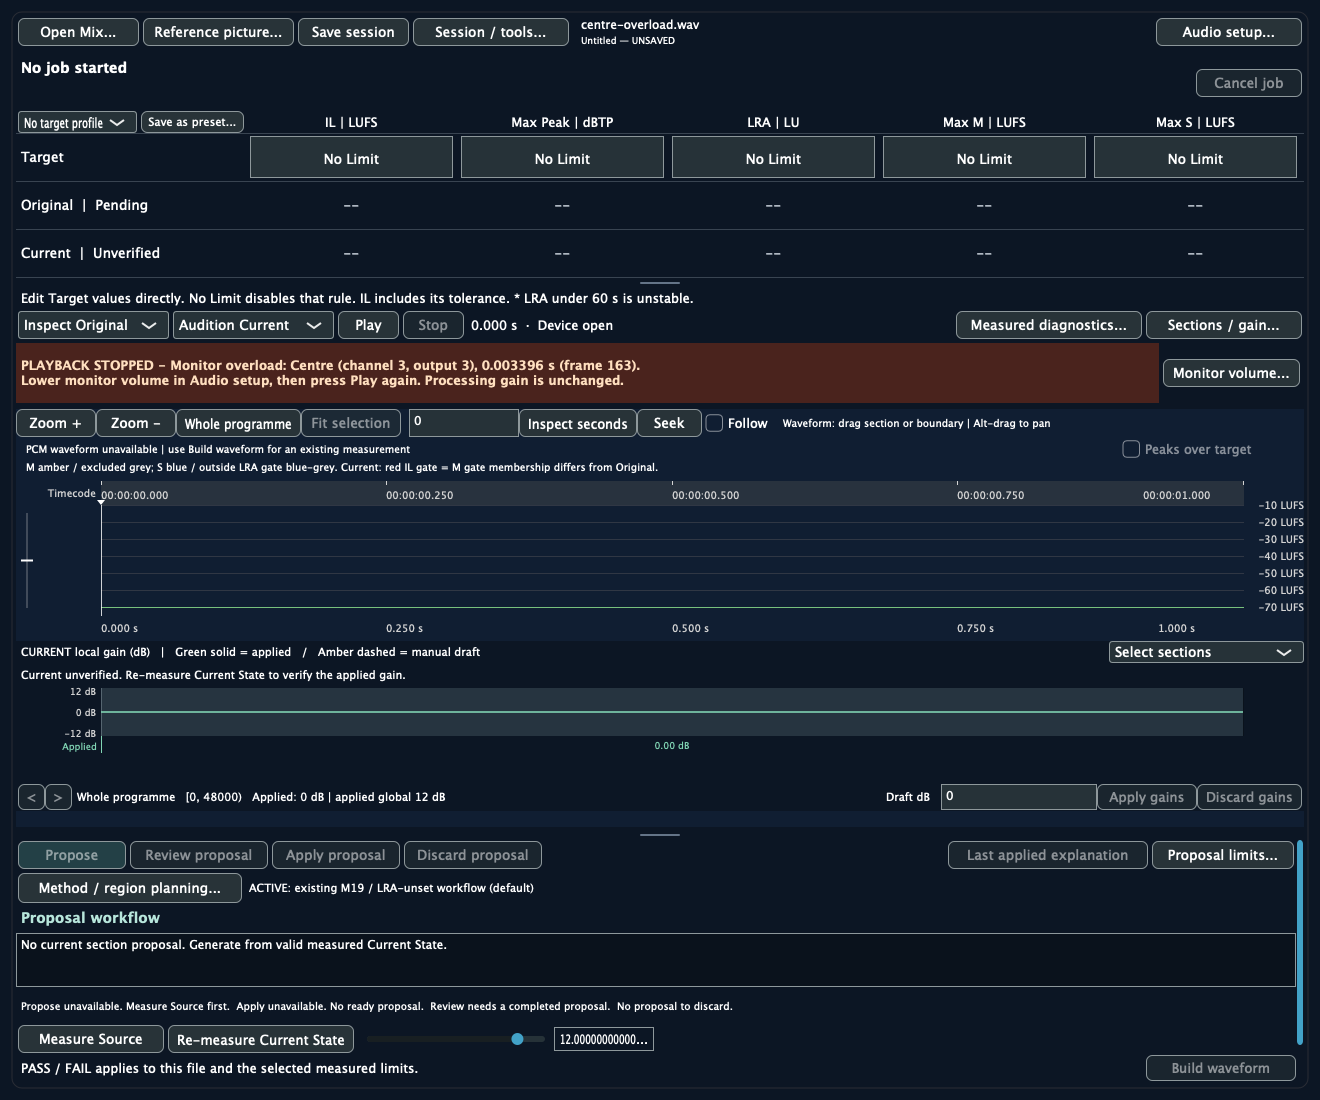 Open Mix...
Reference picture...
Save session
Session / tools...
centre-overload.wav
Untitled — UNSAVED
Audio setup...
No job started
Cancel job
No target profile
Save as preset...
IL | LUFS
Max Peak | dBTP
LRA | LU
Max M | LUFS
Max S | LUFS
Target
No Limit
No Limit
No Limit
No Limit
No Limit
Original | Pending
--
--
--
--
--
Current | Unverified
--
--
--
--
--
Edit Target values directly. No Limit disables that rule. IL includes its tolerance. * LRA under 60 s is unstable.
Inspect Original
Audition Current
Play
Stop
0.000 s · Device open
Measured diagnostics...
Sections / gain...
PLAYBACK STOPPED – Monitor overload: Centre (channel 3, output 3), 0.003396 s (frame 163).
Lower monitor volume in Audio setup, then press Play again. Processing gain is unchanged.
Monitor volume...
Zoom +
Zoom –
Whole programme
Fit selection
0
Inspect seconds
Seek
Follow
Waveform: drag section or boundary | Alt-drag to pan
PCM waveform unavailable | use Build waveform for an existing measurement
Peaks over target
M amber / excluded grey; S blue / outside LRA gate blue-grey. Current: red IL gate = M gate membership differs from Original.
Timecode
00:00:00.000
00:00:00.250
00:00:00.500
00:00:00.750
00:00:01.000
-10 LUFS
-20 LUFS
-30 LUFS
-40 LUFS
-50 LUFS
-60 LUFS
-70 LUFS
0.000 s
0.250 s
0.500 s
0.750 s
1.000 s
CURRENT local gain (dB) | Green solid = applied / Amber dashed = manual draft
Select sections
Current unverified. Re-measure Current State to verify the applied gain.
12 dB
0 dB
-12 dB
Applied
0.00 dB
<
>
Whole programme [0, 48000) Applied: 0 dB | applied global 12 dB
Draft dB
0
Apply gains
Discard gains
Propose
Review proposal
Apply proposal
Discard proposal
Last applied explanation
Proposal limits...
Method / region planning...
ACTIVE: existing M19 / LRA-unset workflow (default)
Proposal workflow
No current section proposal. Generate from valid measured Current State.
Propose unavailable. Measure Source first. Apply unavailable. No ready proposal. Review needs a completed proposal. No proposal to discard.
Measure Source
Re-measure Current State
12.00000000000...
PASS / FAIL applies to this file and the selected measured limits.
Build waveform